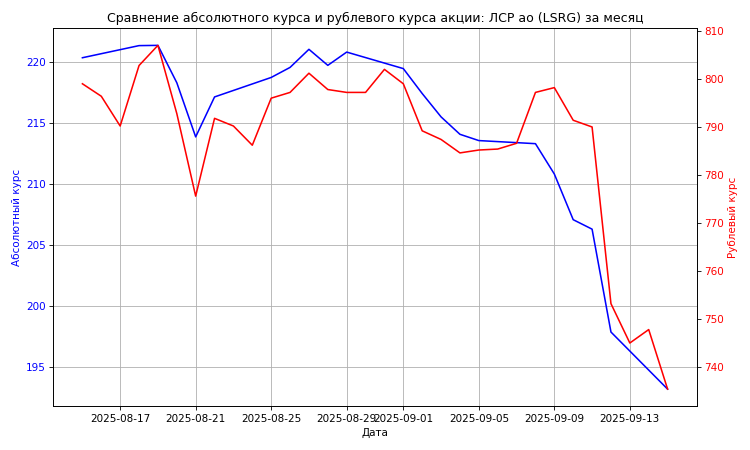 Сравнение абсолютного курса и рублевого курса акции: ЛСР ао (LSRG) за месяц
810
220
800
215
790
210
780
Абсолютный курс
Рублевый курс
205
770
760
200
750
195
740
2025-08-17 2025-08-21 2025-08-25 2025-08-29 2025-09-01 2025-09-05 2025-09-09 2025-09-13
Дата